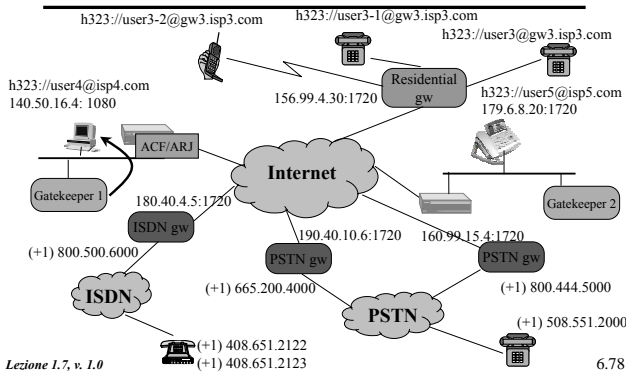 h323://user3-1@gw3.isp3.com
h323://user3-2@gw3.isp3.com
h323://user3@gw3.isp3.com
h323://user4@isp4.com
140.50.16.4: 1080
Residential
gw
156.99.4.30:1720
h323://user5@isp5.com
179.6.8.20:1720
ACF/ARJ
Internet
Gatekeeper 1
Gatekeeper 2
180.40.4.5:1720
ISDN gw
190.40.10.6:1720
160.99.15.4:1720
(+1) 800.500.6000
PSTN gw
PSTN gw
(+1) 665.200.4000
(+1) 800.444.5000
ISDN
PSTN
(+1) 508.551.2000
(+1) 408.651.2122
(+1) 408.651.2123
Lezione 1.7, v. 1.0
6.78